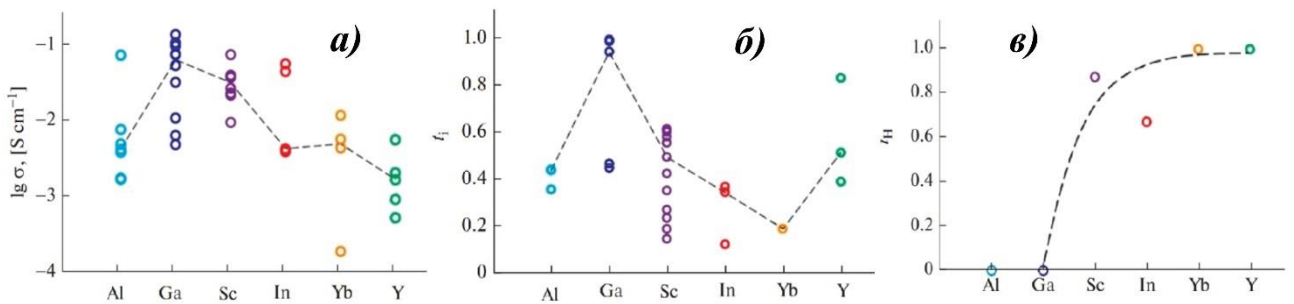 а)
lg σ, [S cm⁻¹]
−1
−2
−3
−4
Al Ga Sc In Yb Y
б)
tᵢ
1.0
0.8
0.6
0.4
0.2
0
Al Ga Sc In Yb Y
в)
t_H
1.0
0.8
0.6
0.4
0.2
0
Al Ga Sc In Yb Y